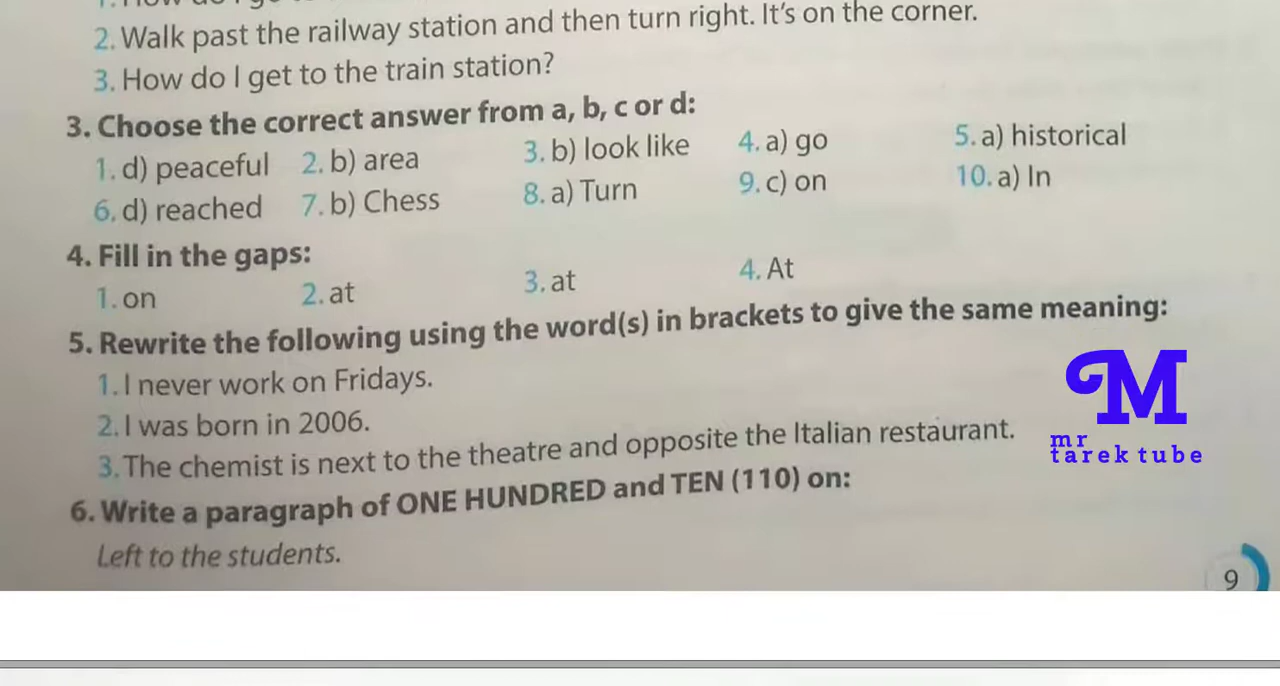 2. Walk past the railway station and then turn right. It's on the corner.
3. How do I get to the train station?
3. Choose the correct answer from a, b, c or d:
1. d) peaceful 2. b) area 3. b) look like 4. a) go 5. a) historical
6. d) reached 7. b) Chess 8. a) Turn 9. c) on 10. a) In
4. Fill in the gaps:
1. on 2. at 3. at 4. At
5. Rewrite the following using the word(s) in brackets to give the same meaning:
1. I never work on Fridays.
2. I was born in 2006.
3. The chemist is next to the theatre and opposite the Italian restaurant.
6. Write a paragraph of ONE HUNDRED and TEN (110) on:
Left to the students.
M
mr
tarek tube
9